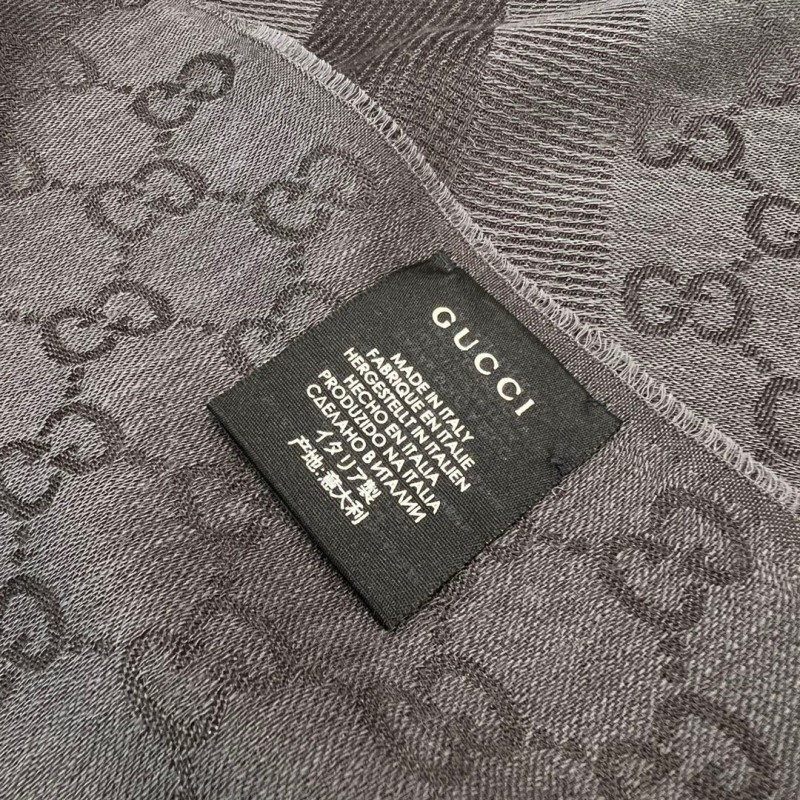 GUCCI
MADE IN ITALY
FABRIQUE EN ITALIE
HERGESTELLT IN ITALIEN
HECHO EN ITALIA
PRODUZIDO NA ITALIA
СДЕЛАНО В ИТАЛИИ
イタリア製
产地:意大利